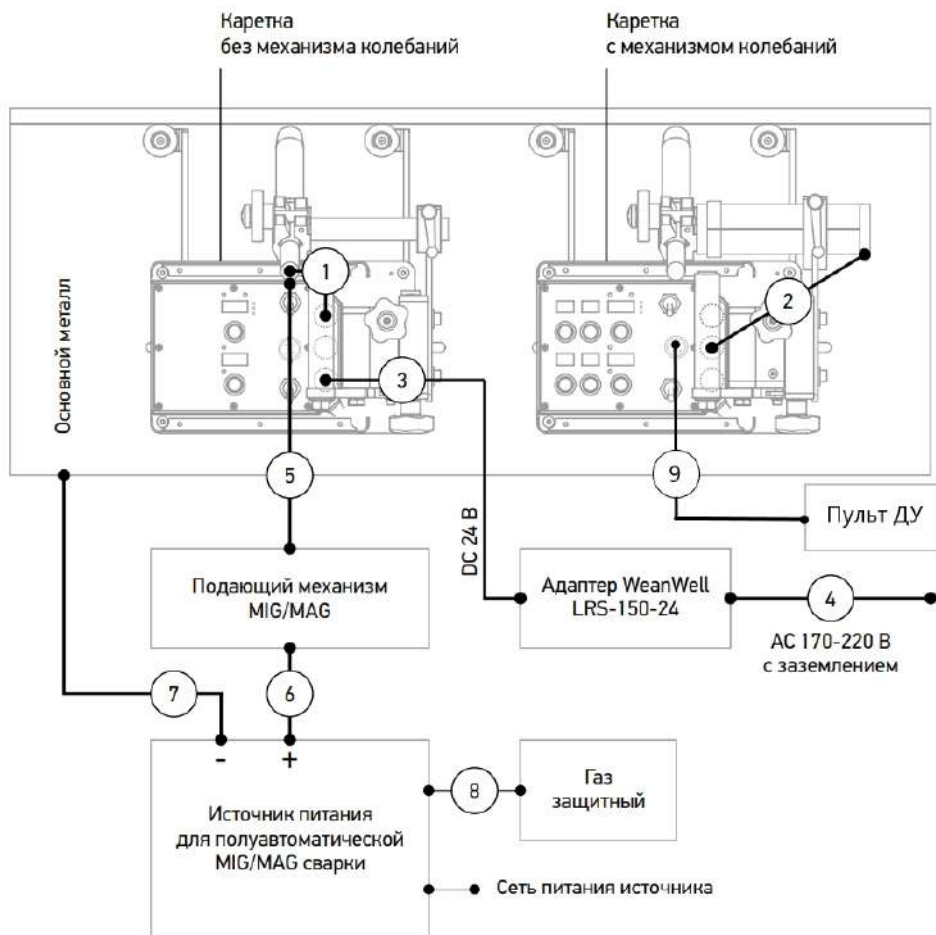 Каретка
без механизма колебаний
Каретка
с механизмом колебаний
1
2
3
Основной металл
5
9
DC 24 В
Пульт ДУ
Подающий механизм
MIG/MAG
Адаптер WeanWell
LRS-150-24
4
АС 170-220 В
с заземлением
7
6
- +
Источник питания
для полуавтоматической
MIG/MAG сварки
8
Газ
защитный
Сеть питания источника